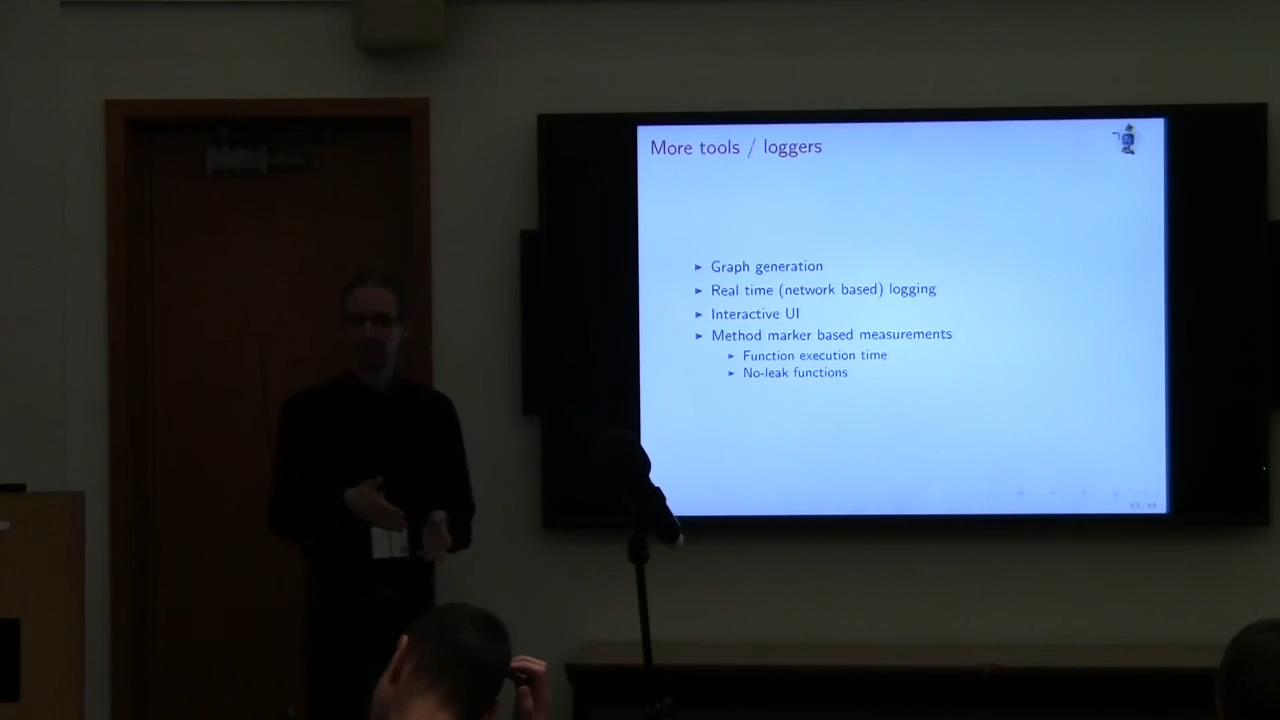 More tools / loggers
► Graph generation
► Real time (network based) logging
► Interactive UI
► Method marker based measurements
► Function execution time
► No-leak functions